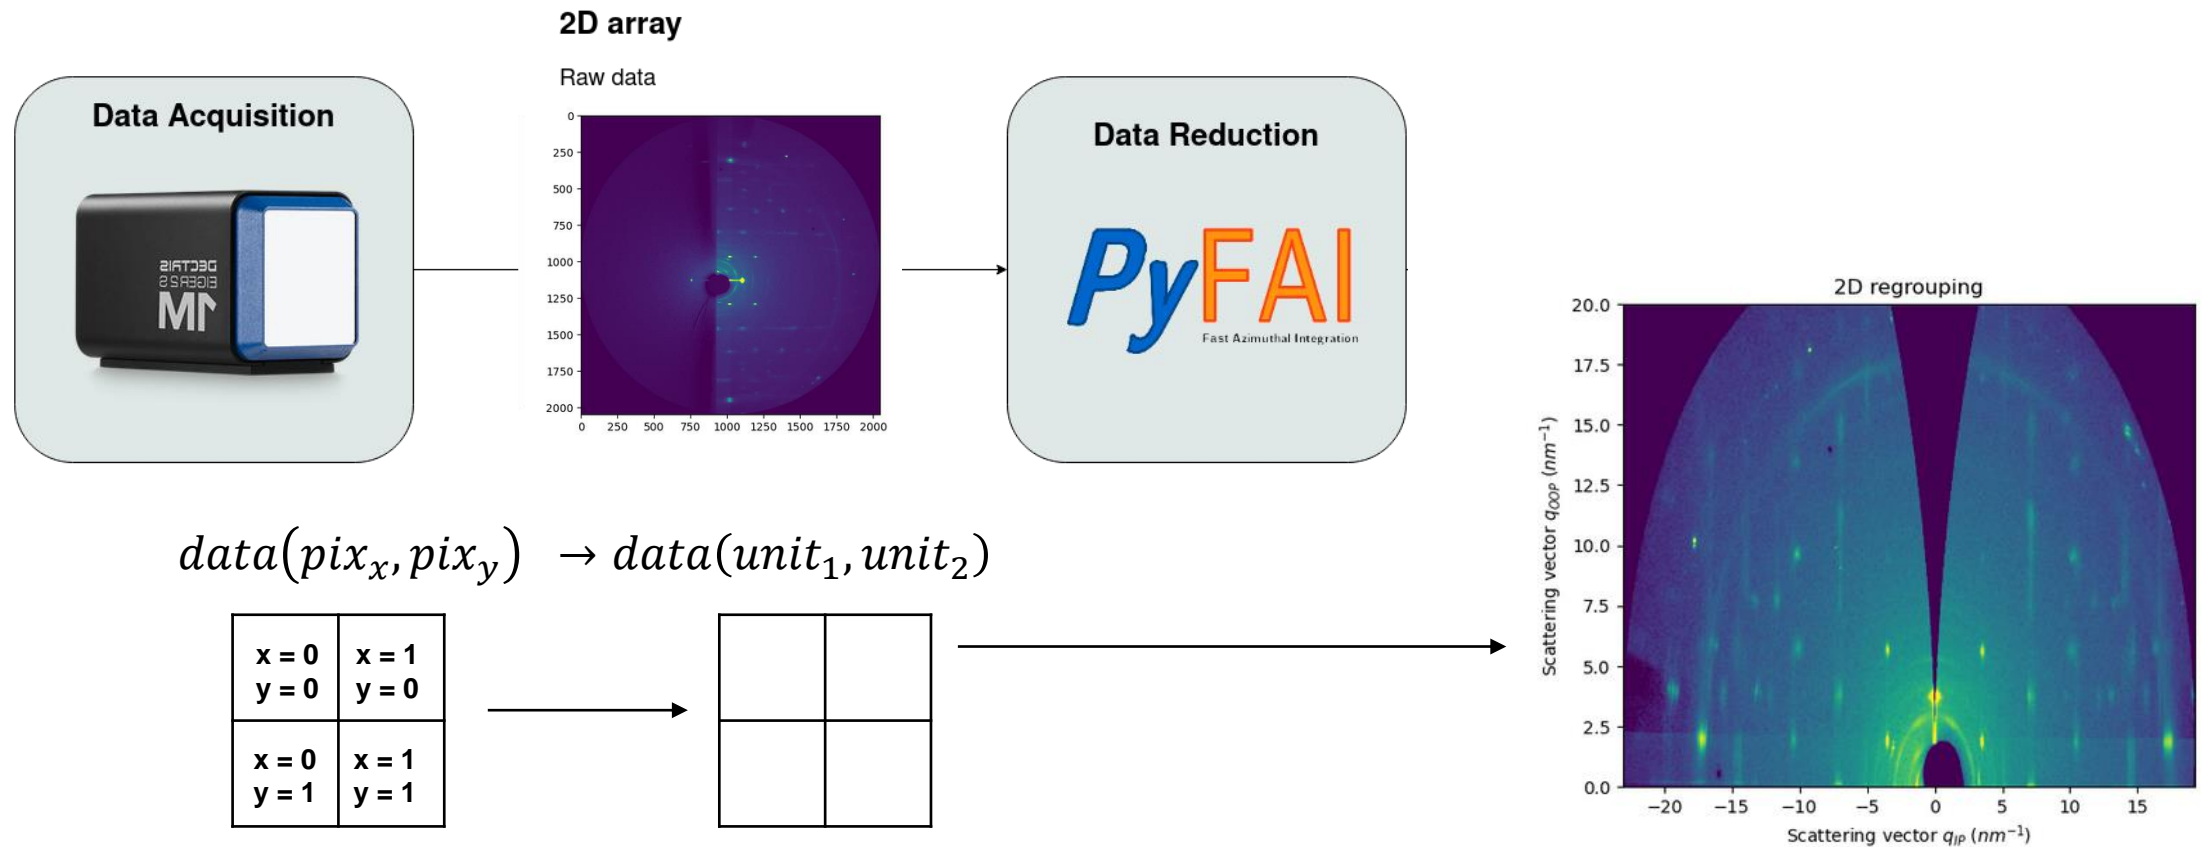 2D array
Raw data
Data Acquisition
DECTRIS
EIGER2 S
1M
0
250
500
750
1000
1250
1500
1750
2000
0 250 500 750 1000 1250 1500 1750 2000
Data Reduction
PyFAI
Fast Azimuthal Integration
data(pixₓ, pix_y) → data(unit₁, unit₂)
x = 0 x = 1
y = 0 y = 0
x = 0 x = 1
y = 1 y = 1
2D regrouping
20.0
17.5
15.0
12.5
10.0
7.5
5.0
2.5
0.0
Scattering vector q_OOP (nm⁻¹)
−20 −15 −10 −5 0 5 10 15
Scattering vector q_IP (nm⁻¹)